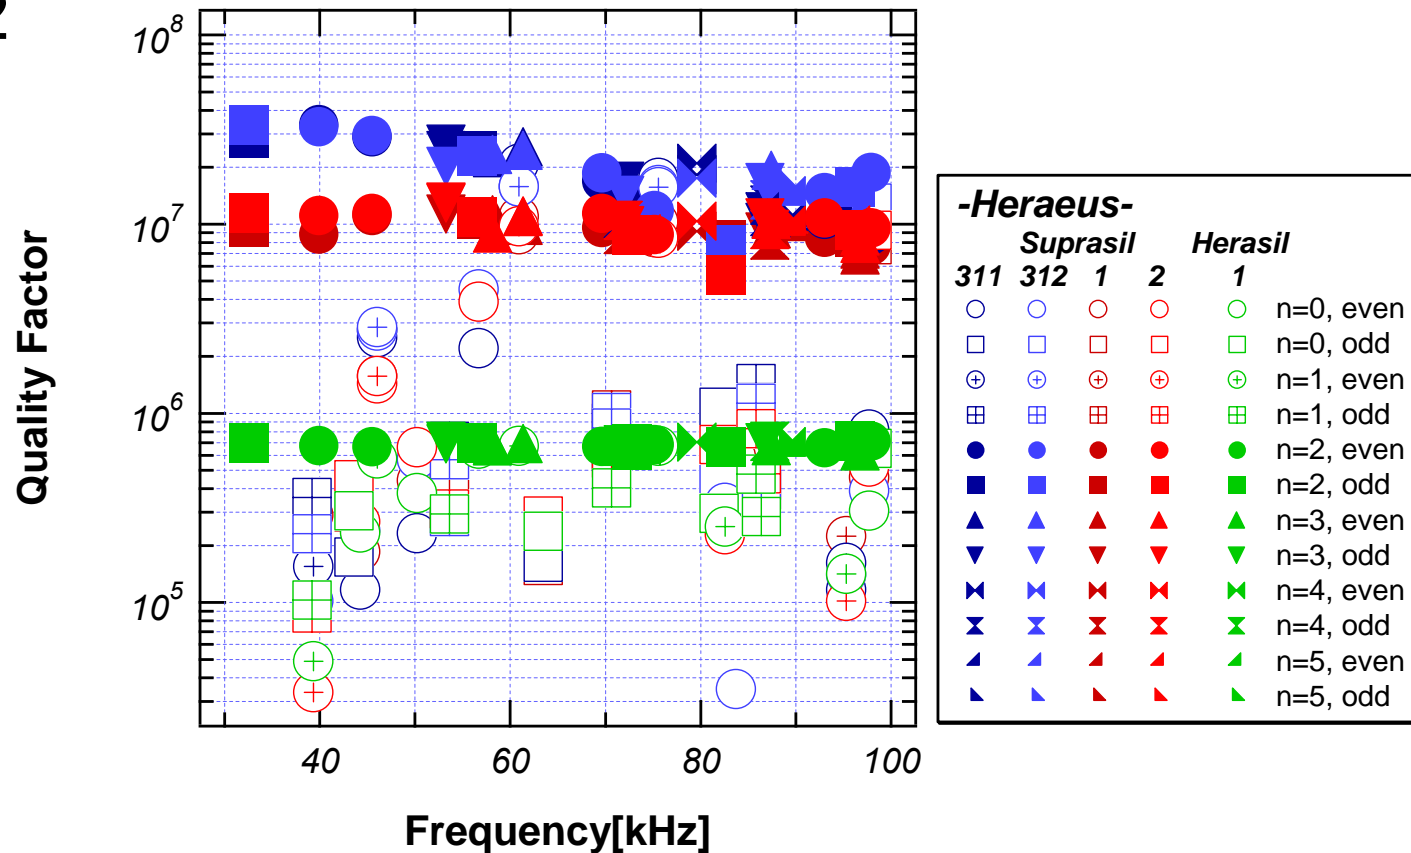 2
10^8
10^7
10^6
10^5
Quality Factor
40 60 80 100
Frequency[kHz]
-Heraeus-
Suprasil Herasil
311 312 1 2 1
n=0, even
n=0, odd
n=1, even
n=1, odd
n=2, even
n=2, odd
n=3, even
n=3, odd
n=4, even
n=4, odd
n=5, even
n=5, odd